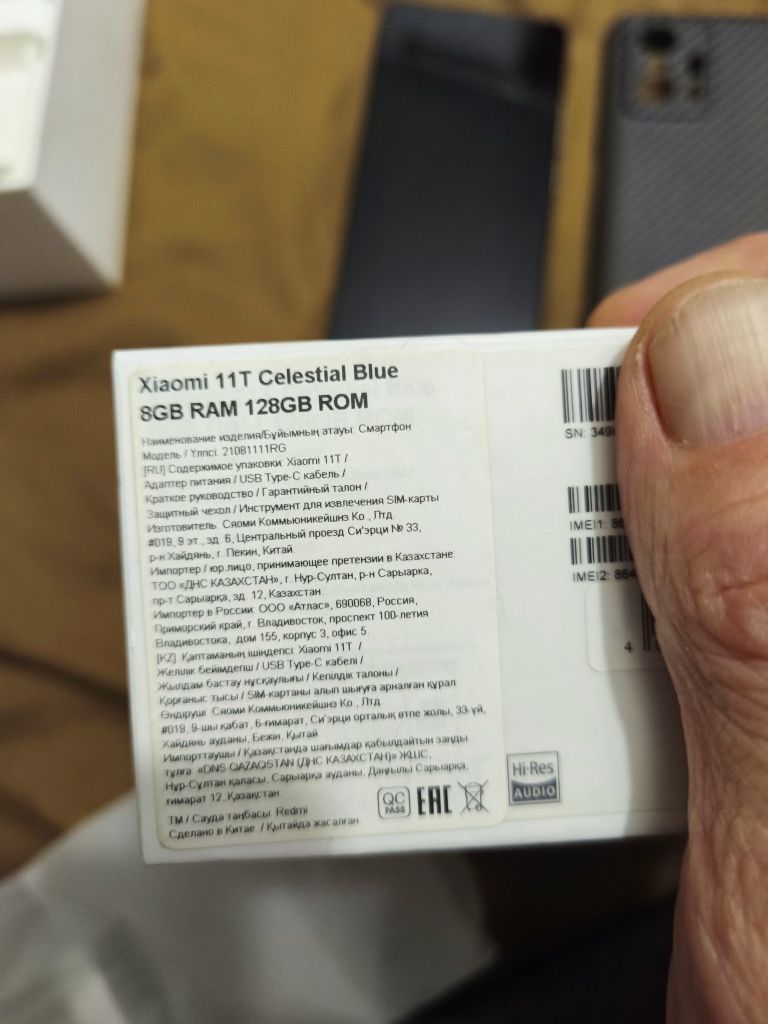 Xiaomi 11T Celestial Blue
8GB RAM 128GB ROM
Наименование изделия/Бұйымның атауы: Смартфон
Модель / Үлгісі: 21081111RG
[RU] Содержимое упаковки: Xiaomi 11T /
Адаптер питания / USB Type-C кабель /
Краткое руководство / Гарантийный талон /
Защитный чехол / Инструмент для извлечения SIM-карты
Изготовитель: Сяоми Коммьюникейшнз Ко., Лтд.
#019, 9 эт., зд. 6, Центральный проезд Си'эрци № 33,
р-н Хайдянь, г. Пекин, Китай.
Импортер / юр.лицо, принимающее претензии в Казахстане:
ТОО «ДНС КАЗАХСТАН», г. Нур-Султан, р-н Сарыарка,
пр-т Сарыарқа, зд. 12, Казахстан.
Импортер в России: ООО «Атлас», 690068, Россия,
Приморский край, г. Владивосток, проспект 100-летия
Владивостока, дом 155, корпус 3, офис 5.
[KZ] Қаптаманың ішіндегісі: Xiaomi 11T /
Желілік бейімдегіш / USB Type-C кабелі /
Жылдам бастау нұсқаулығы / Кепілдік талоны /
Қорғаныс тысы / SIM-картаны алып шығуға арналған құрал
Өндіруші: Сяоми Коммьюникейшнз Ко., Лтд.
#019, 9-шы қабат, 6-ғимарат, Си'эрци орталық өтпе жолы, 33-үй,
Хайдянь ауданы, Бежін, Қытай
Импорттаушы / Қазақстанда шағымдар қабылдайтын заңды
тұлға: «DNS QAZAQSTAN (ДНС КАЗАХСТАН)» ЖШС,
Нұр-Сұлтан қаласы, Сарыарқа ауданы, Даңғылы Сарыарқа,
ғимарат 12, Қазақстан.
ТМ / Сауда таңбасы: Redmi
Сделано в Китае / Қытайда жасалған
QC
PASS
EAC
SN: 349
IMEI1: 86
IMEI2: 864
4
Hi-Res
AUDIO